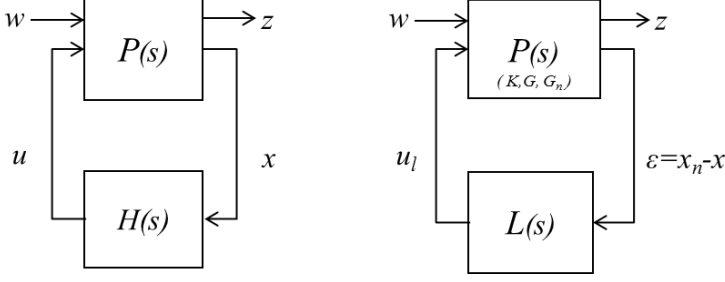 w
z
P(s)
u
x
H(s)
w
z
P(s)
(K,G,Gₙ)
uₗ
ε=xₙ-x
L(s)